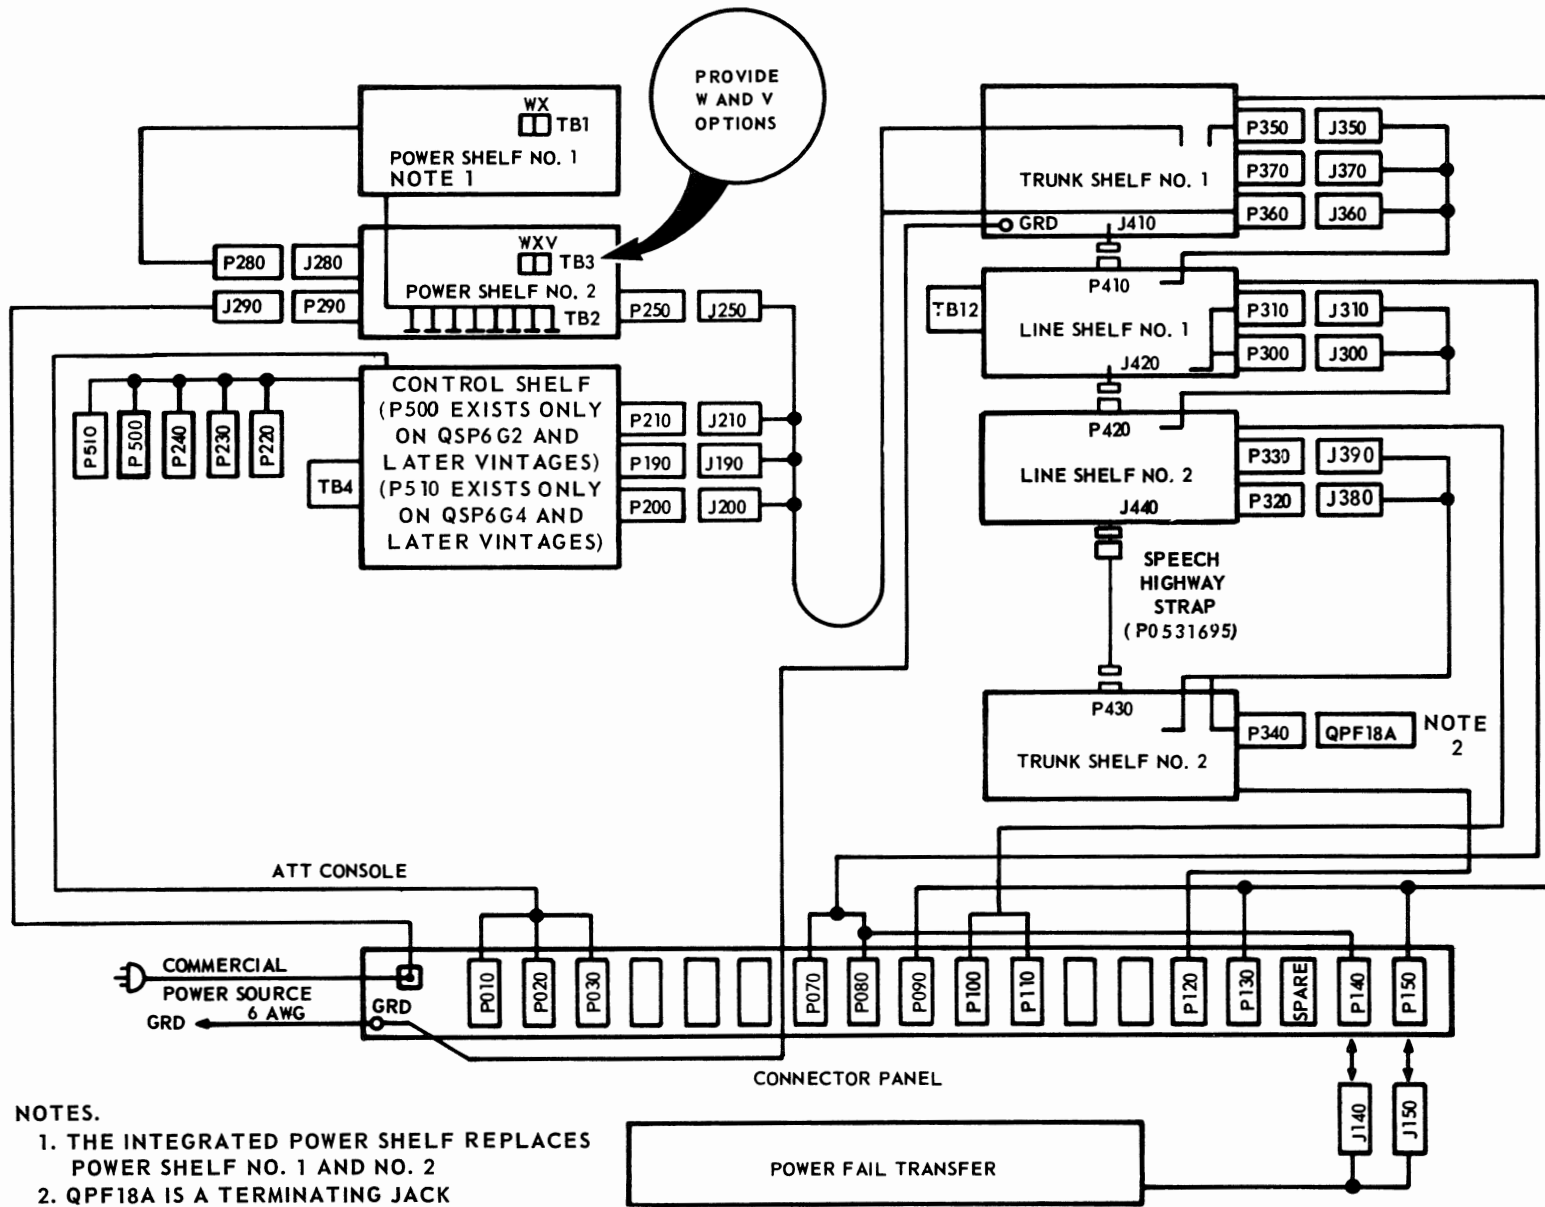 PROVIDE
W AND V
OPTIONS
WX
TB1
POWER SHELF NO. 1
NOTE 1
WXV
TB3
POWER SHELF NO. 2
TB2
P280
J280
J290
P290
P250
J250
CONTROL SHELF
(P500 EXISTS ONLY
ON QSP6G2 AND
LATER VINTAGES)
(P510 EXISTS ONLY
ON QSP6G4 AND
LATER VINTAGES)
P510
P500
P240
P230
P220
TB4
P210
J210
P190
J190
P200
J200
TRUNK SHELF NO. 1
GRD
J410
P350
J350
P370
J370
P360
J360
P410
TB12
LINE SHELF NO. 1
J420
P310
J310
P300
J300
P420
LINE SHELF NO. 2
J440
P330
J390
P320
J380
SPEECH
HIGHWAY
STRAP
(P0531695)
P430
TRUNK SHELF NO. 2
P340
QPF18A
NOTE
2
ATT CONSOLE
COMMERCIAL
POWER SOURCE
6 AWG
GRD
GRD
P010
P020
P030
P070
P080
P090
P100
P110
P120
P130
SPARE
P140
P150
CONNECTOR PANEL
J140
J150
POWER FAIL TRANSFER
NOTES.
1. THE INTEGRATED POWER SHELF REPLACES
POWER SHELF NO. 1 AND NO. 2
2. QPF18A IS A TERMINATING JACK